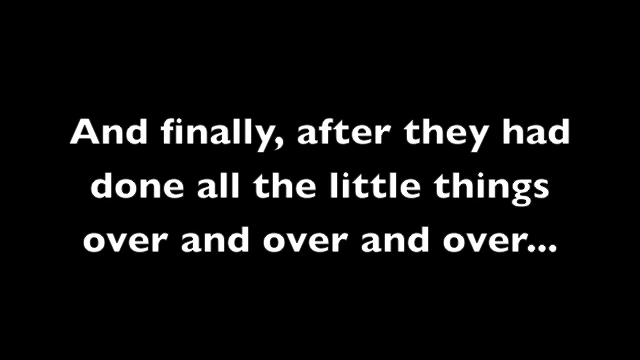 And finally, after they had
done all the little things
over and over and over...